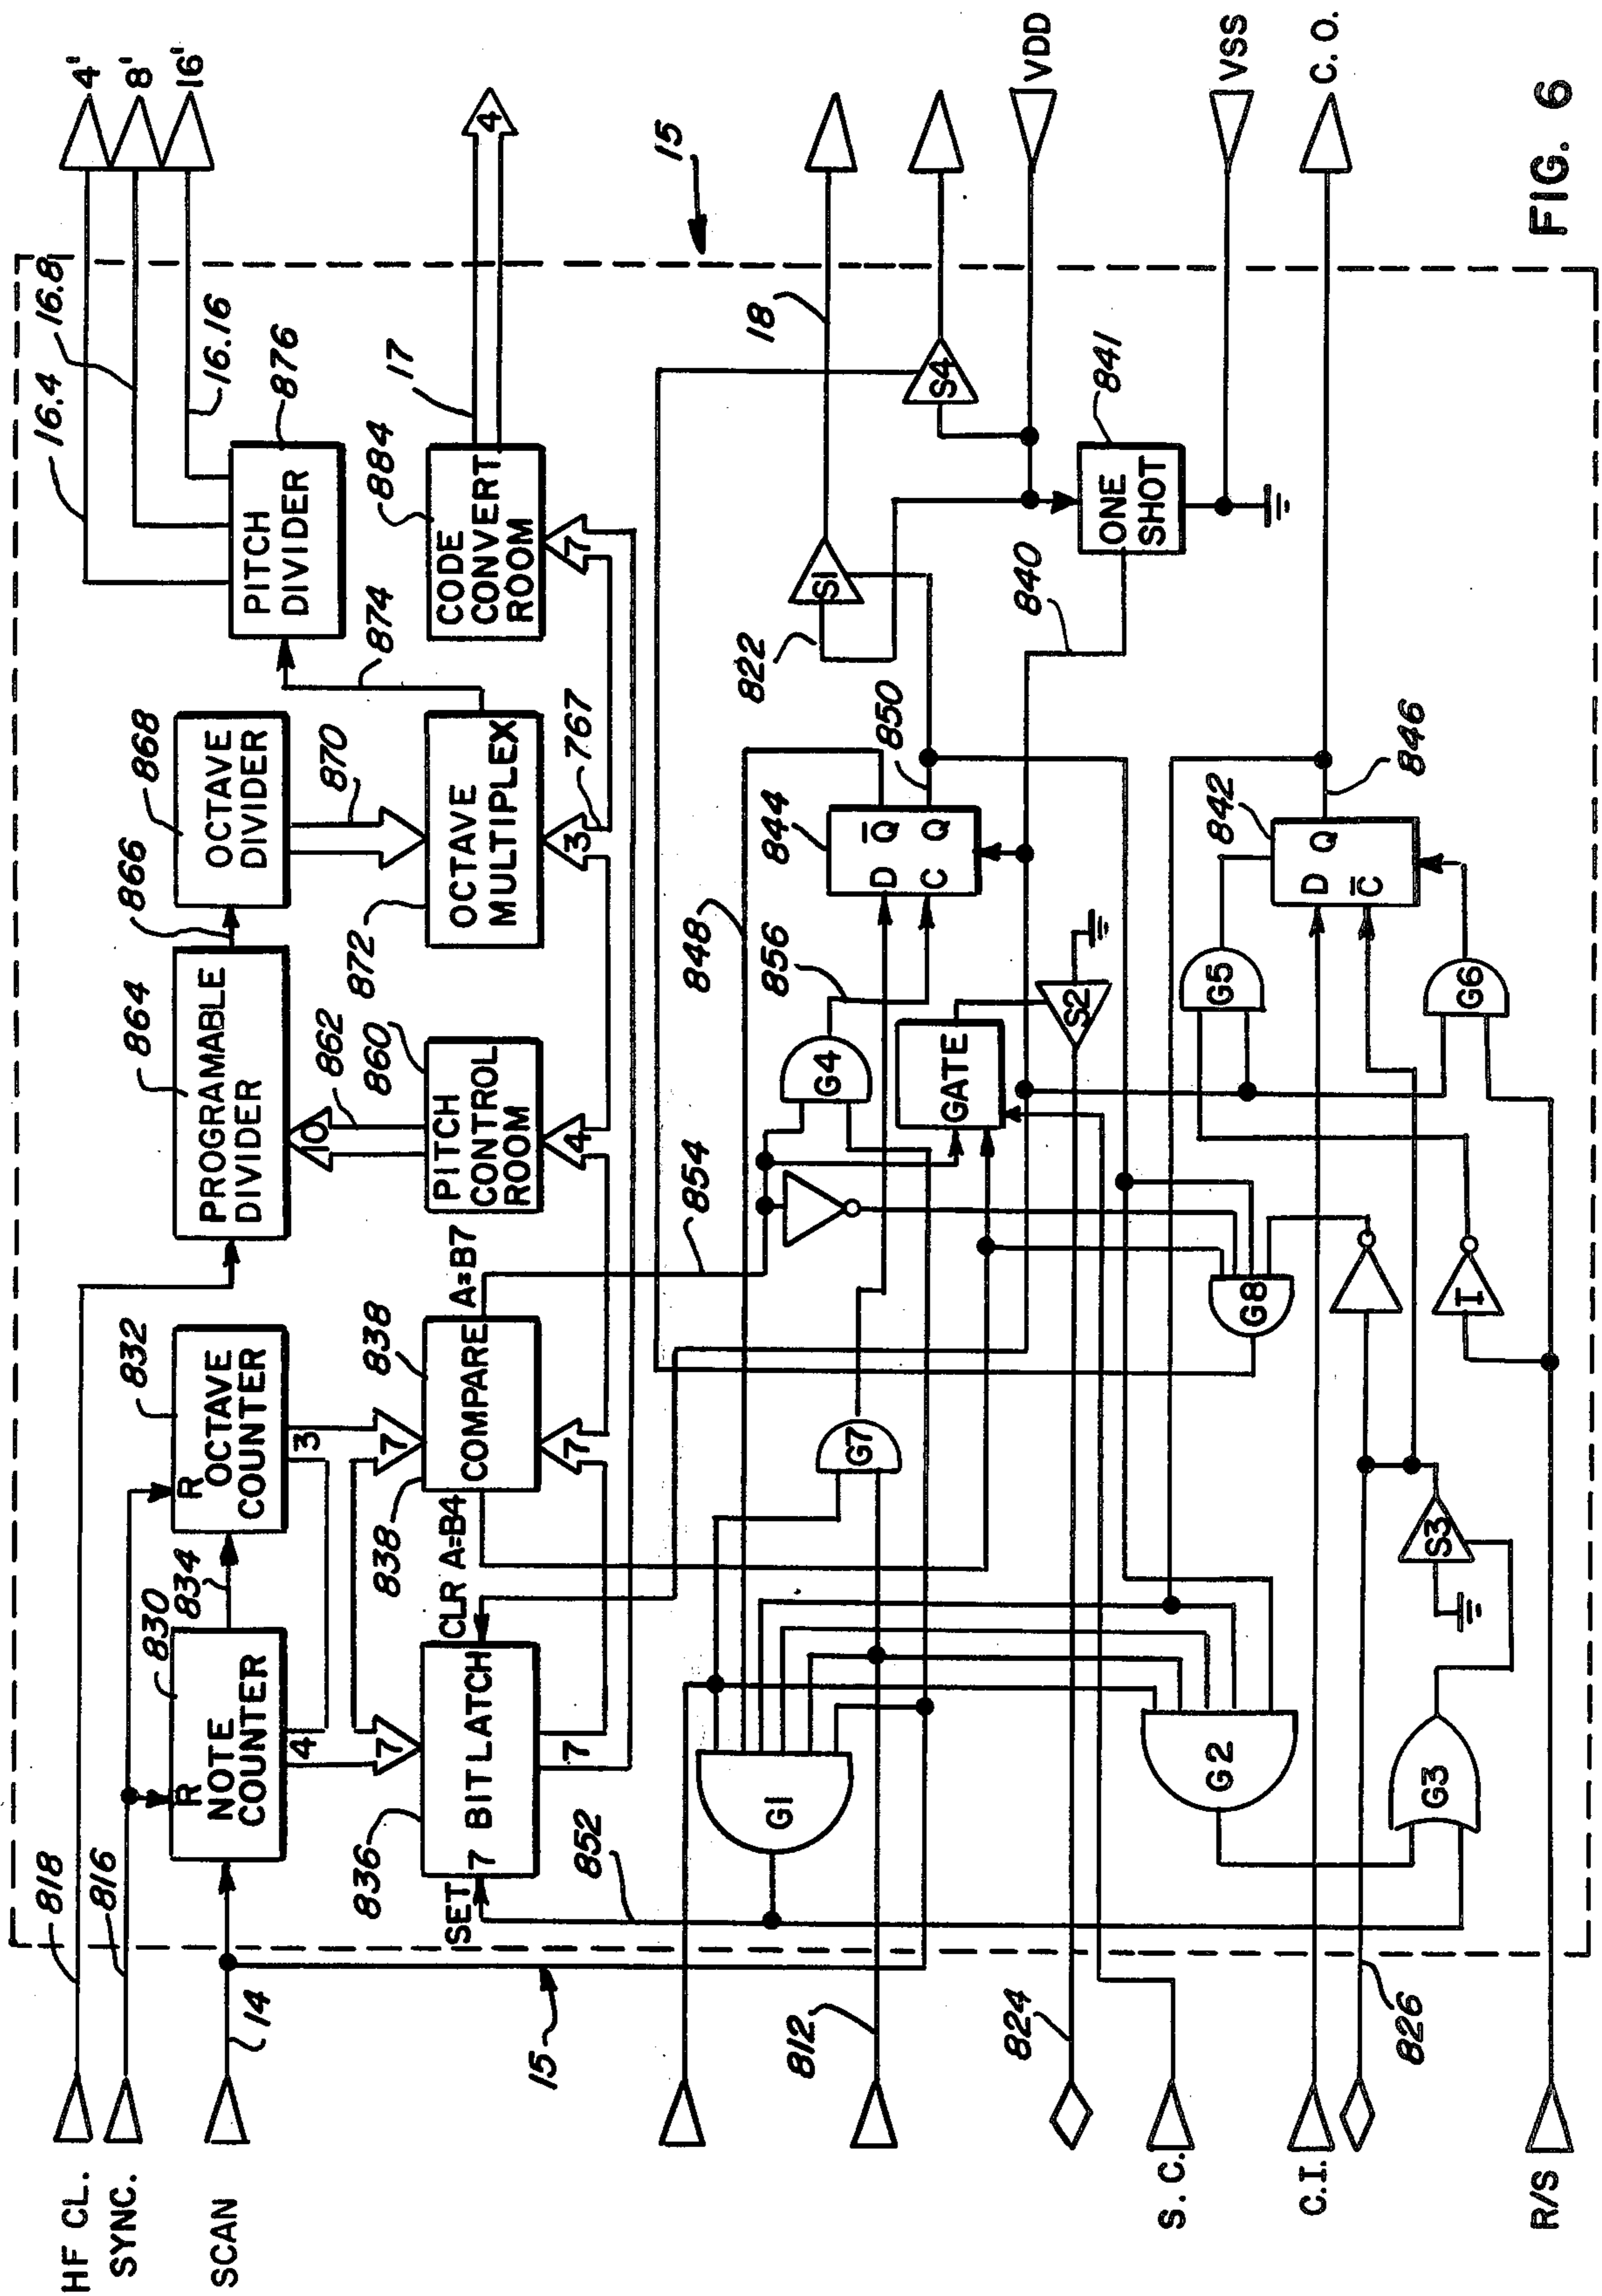 HF CL.
SYNC.
SCAN
818
816
14
15
812
824
S. C.
C.I.
826
R/S
830
R
NOTE
COUNTER
4
834
832
R
OCTAVE
COUNTER
3
7
7
836
SET
7 BIT LATCH
CLR
7
852
838
A=B4
COMPARE
838
A=B7
7
864
PROGRAMABLE
DIVIDER
10
862
860
PITCH
CONTROL
ROOM
4
866
868
OCTAVE
DIVIDER
870
872
OCTAVE
MULTIPLEX
3
767
874
876
PITCH
DIVIDER
16.4
16.8
16.16
4'
8'
16'
884
CODE
CONVERT
ROOM
7
17
4
854
848
856
G1
G7
G4
GATE
S2
844
D
Q̅
C
Q
850
822
S1
18
S4
15
VDD
840
841
ONE
SHOT
VSS
G2
G3
S3
G8
I
G5
G6
842
D
Q
C̅
846
C. O.
FIG. 6